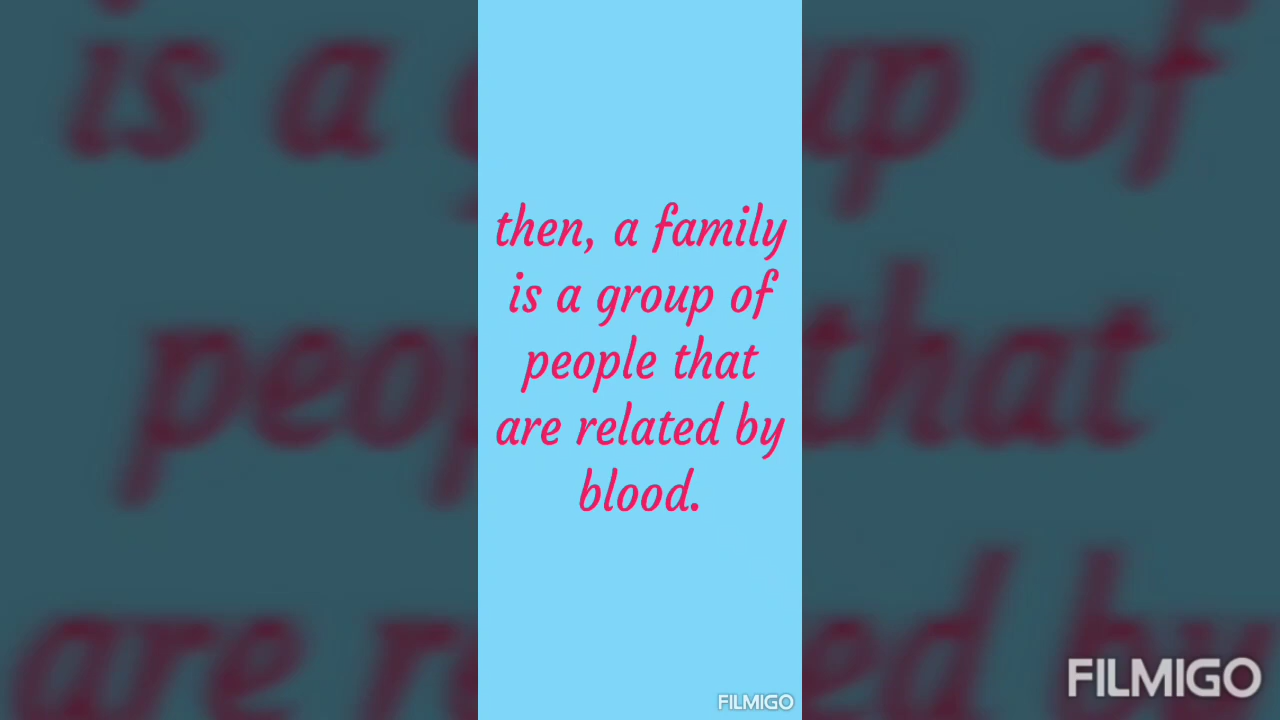 then, a family
is a group of
people that
are related by
blood.
FILMIGO
FILMIGO